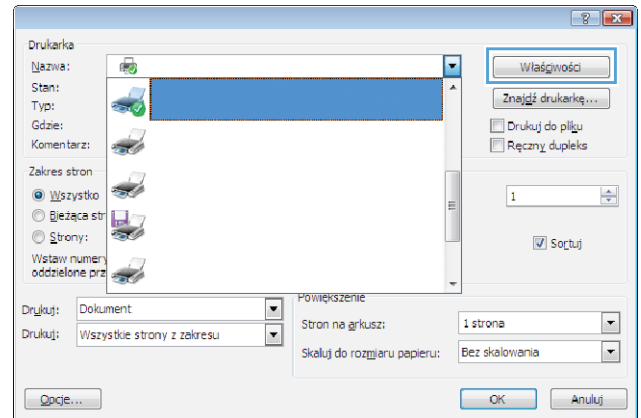 Drukarka
Nazwa:
Właściwości
Stan:
Typ:
Znajdź drukarkę...
Gdzie:
Drukuj do pliku
Komentarz:
Ręczny dupleks
Zakres stron
Wszystko
1
Bieżąca str
Strony:
Sortuj
Wstaw numery
oddzielone prz
Powiększenie
Drukuj: Dokument
Stron na arkusz: 1 strona
Drukuj: Wszystkie strony z zakresu
Skaluj do rozmiaru papieru: Bez skalowania
Opcje...
OK
Anuluj